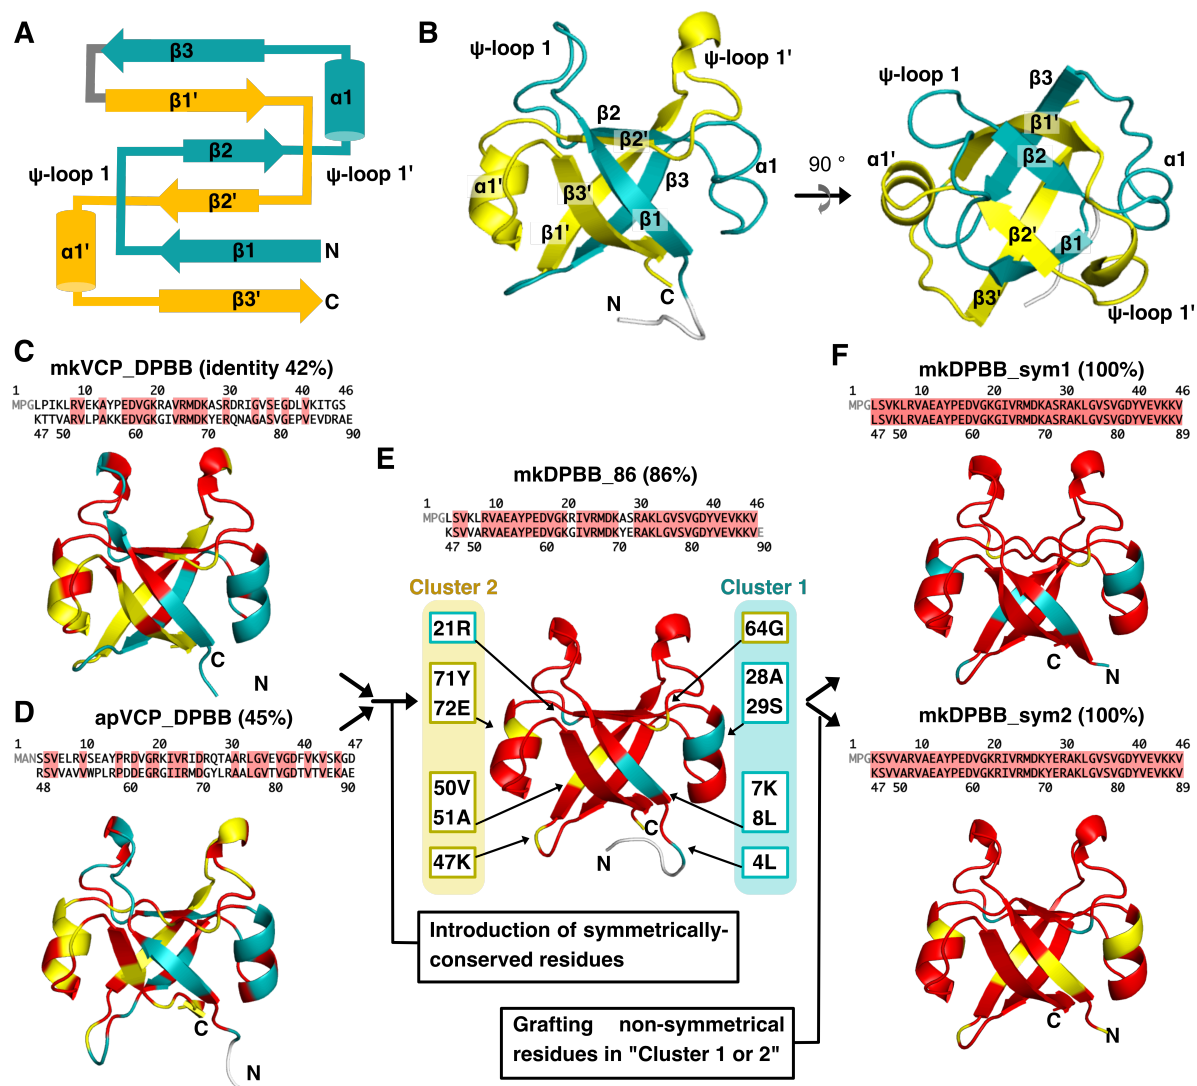 A
β3
β1'
α1
β2
ψ-loop 1
ψ-loop 1'
β2'
α1'
β1
N
β3'
C
B
ψ-loop 1
ψ-loop 1'
β2
β2'
α1
α1'
β3'
β3
β1'
β1
N
C
90 °
ψ-loop 1
β3
β1'
α1'
β2
α1
β2'
β1
β3'
ψ-loop 1'
C
mkVCP_DPBB (identity 42%)
1 10 20 30 40 46
MPGLPIKLRVEKAYPEDVGKRAVRMDKASRDRIGVSEGDLVKITGS
KTTVARVLPAKKEDVGKGIVRMDKYERQNAGASVGEPVEVDRAE
47 50 60 70 80 90
C
N
D
apVCP_DPBB (45%)
1 10 20 30 40 47
MANSSVELRVSEAYPRDVGRKIVRIDRQTAARLGVEVGDFVKVSKGD
RSVVAVVWPLRPDDEGRGIIRMDGYLRAALGVTVGDTVTVEKAE
48 60 70 80 90
C
N
E
mkDPBB_86 (86%)
1 10 20 30 40 46
MPGLSVKLRVAEAYPEDVGKRIVRMDKASRAKLGVSVGDYVEVKKV
KSVVARVAEAYPEDVGKGIVRMDKYERAKLGVSVGDYVEVKKVE
47 50 60 70 80 90
Cluster 2
Cluster 1
21R
64G
71Y
72E
28A
29S
50V
51A
7K
8L
47K
4L
C
N
Introduction of symmetrically-
conserved residues
Grafting non-symmetrical
residues in "Cluster 1 or 2"
F
mkDPBB_sym1 (100%)
1 10 20 30 40 46
MPGLSVKLRVAEAYPEDVGKGIVRMDKASRAKLGVSVGDYVEVKKV
LSVKLRVAEAYPEDVGKGIVRMDKASRAKLGVSVGDYVEVKKV
47 50 60 70 80 89
C
N
mkDPBB_sym2 (100%)
1 10 20 30 40 46
MPGKSVVARVAEAYPEDVGKRIVRMDKYERAKLGVSVGDYVEVKKV
KSVVARVAEAYPEDVGKRIVRMDKYERAKLGVSVGDYVEVKKV
47 50 60 70 80 89
C
N